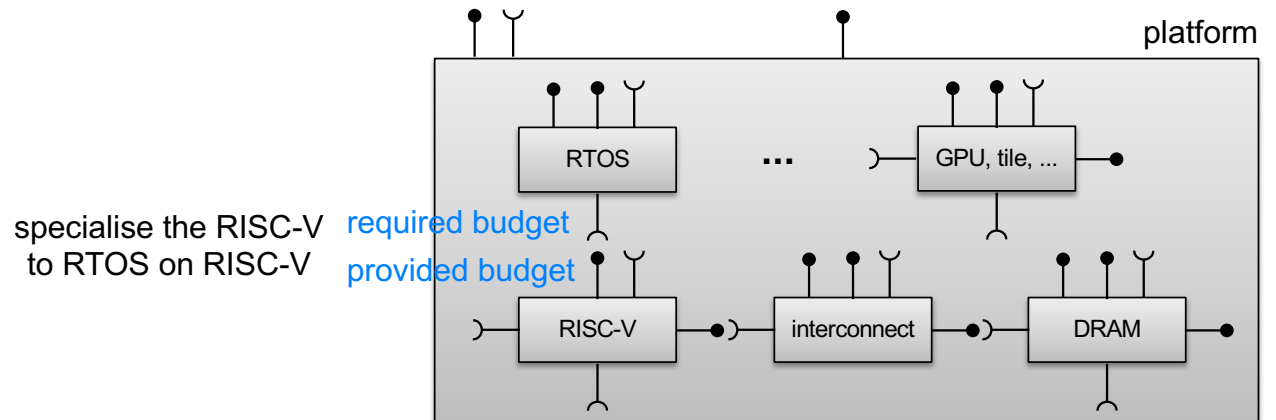 platform
RTOS
...
GPU, tile, ...
specialise the RISC-V
to RTOS on RISC-V
required budget
provided budget
RISC-V
interconnect
DRAM